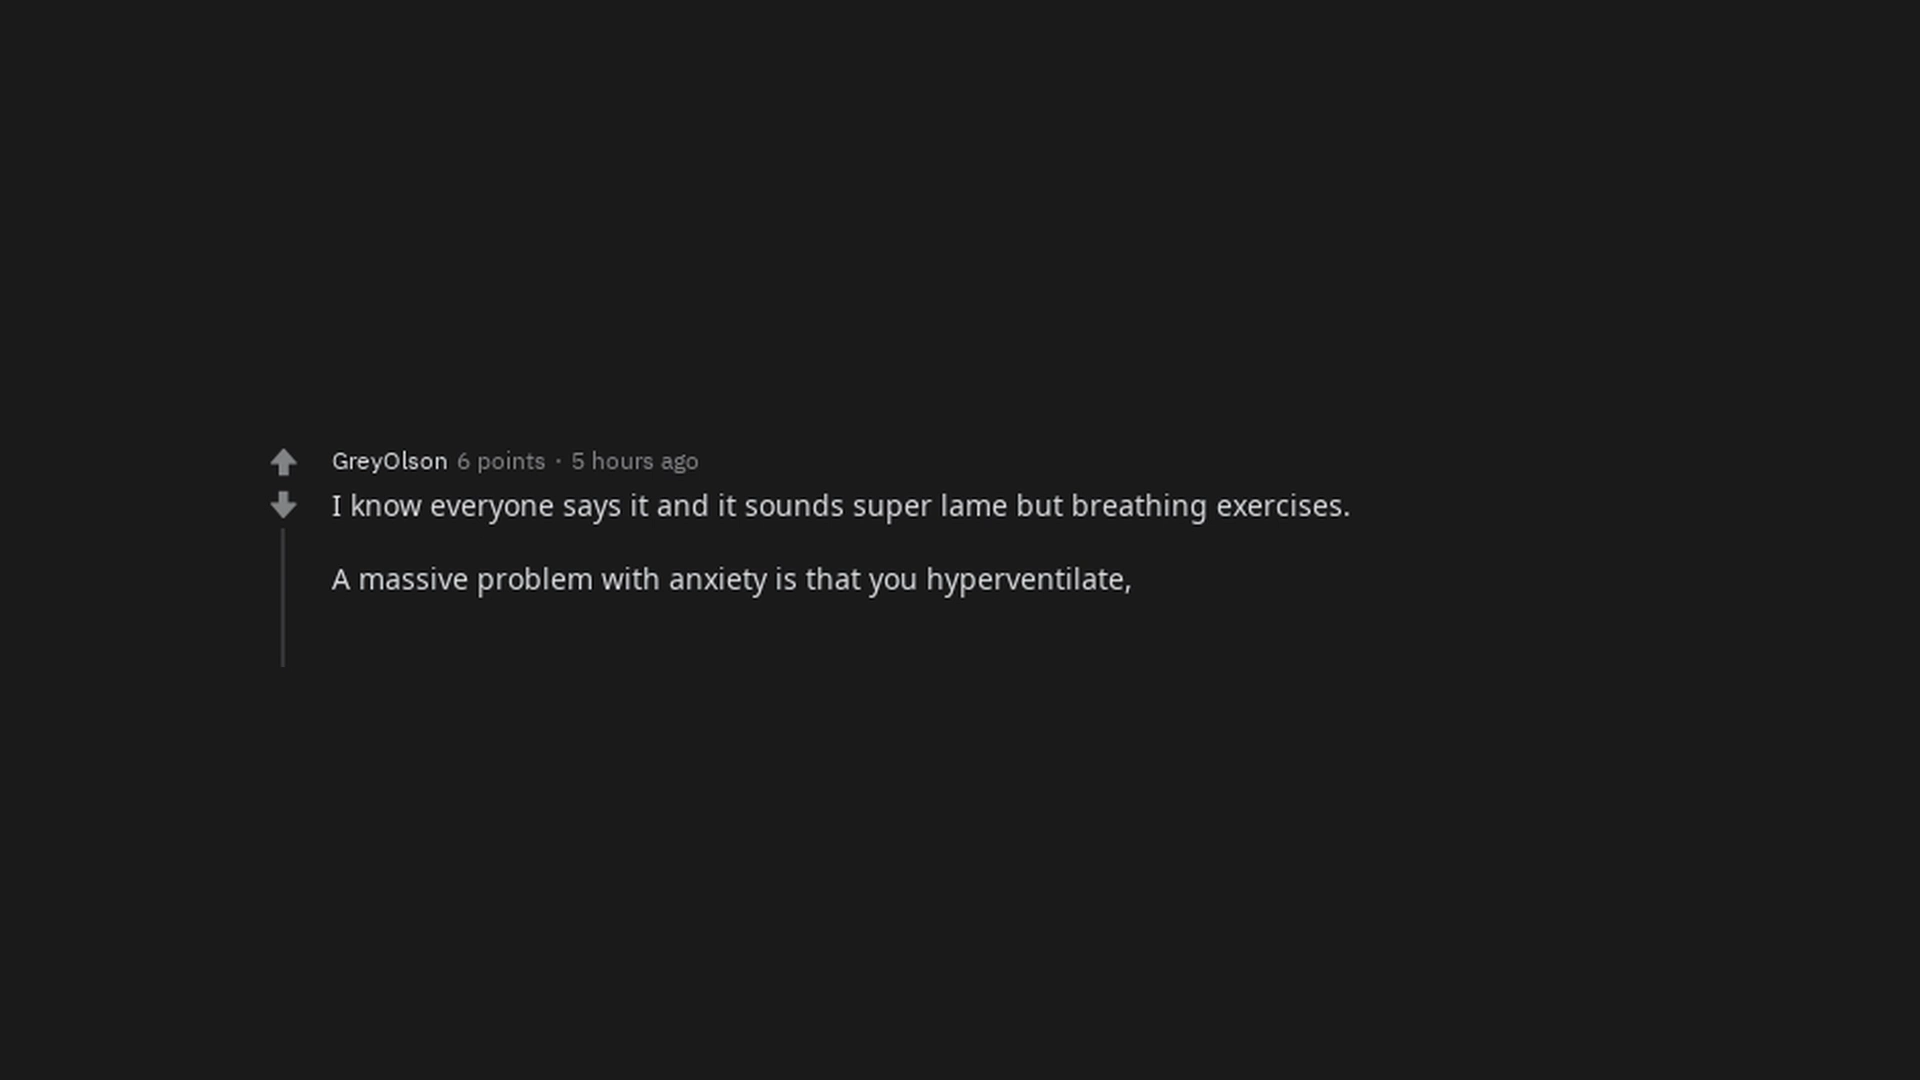 GreyOlson 6 points · 5 hours ago
I know everyone says it and it sounds super lame but breathing exercises.
A massive problem with anxiety is that you hyperventilate,